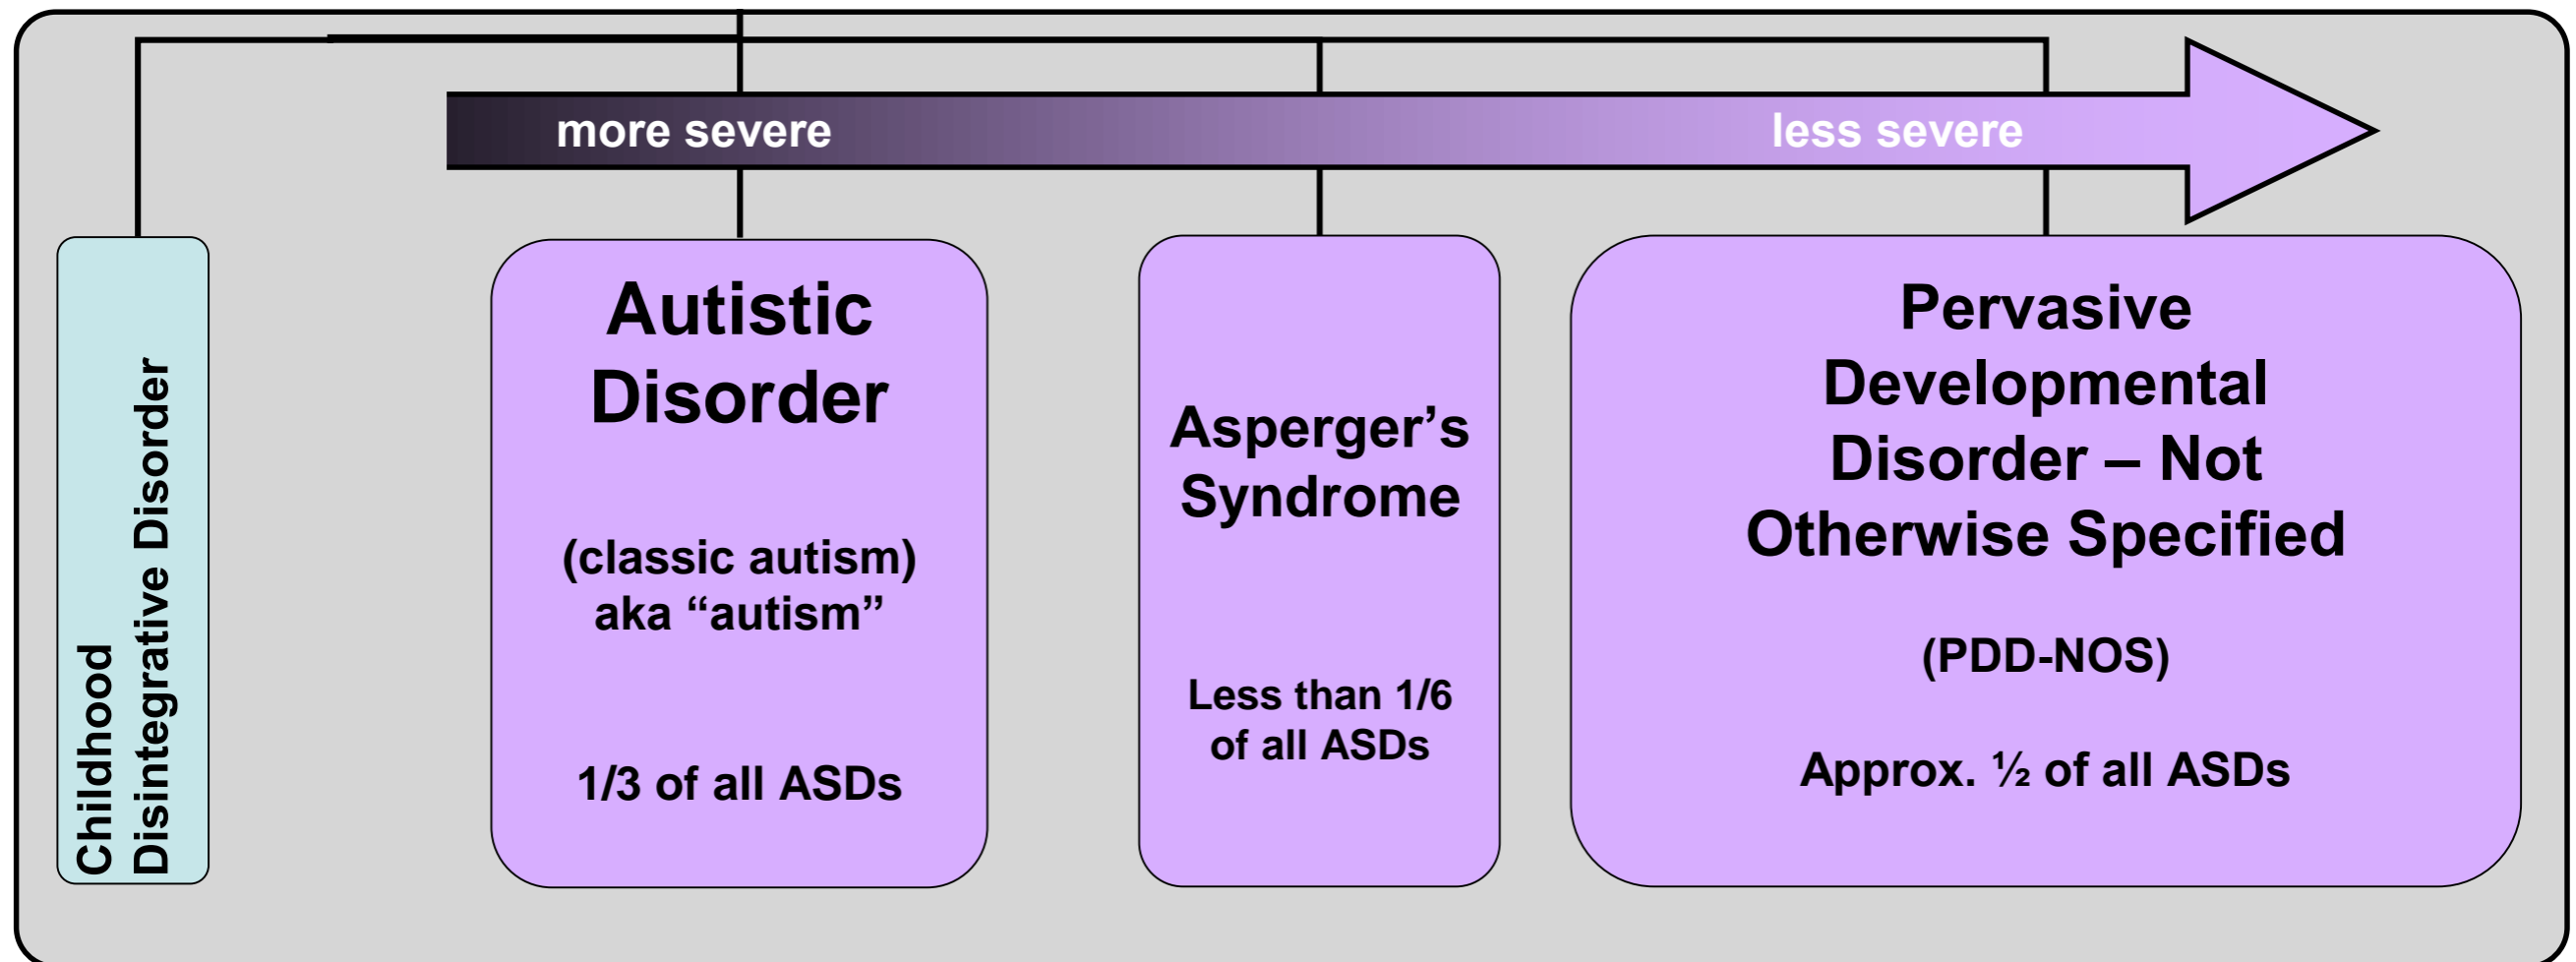 more severe
less severe
Childhood
Disintegrative Disorder
Autistic
Disorder
(classic autism)
aka “autism”
1/3 of all ASDs
Asperger’s
Syndrome
Less than 1/6
of all ASDs
Pervasive
Developmental
Disorder – Not
Otherwise Specified
(PDD-NOS)
Approx. ½ of all ASDs